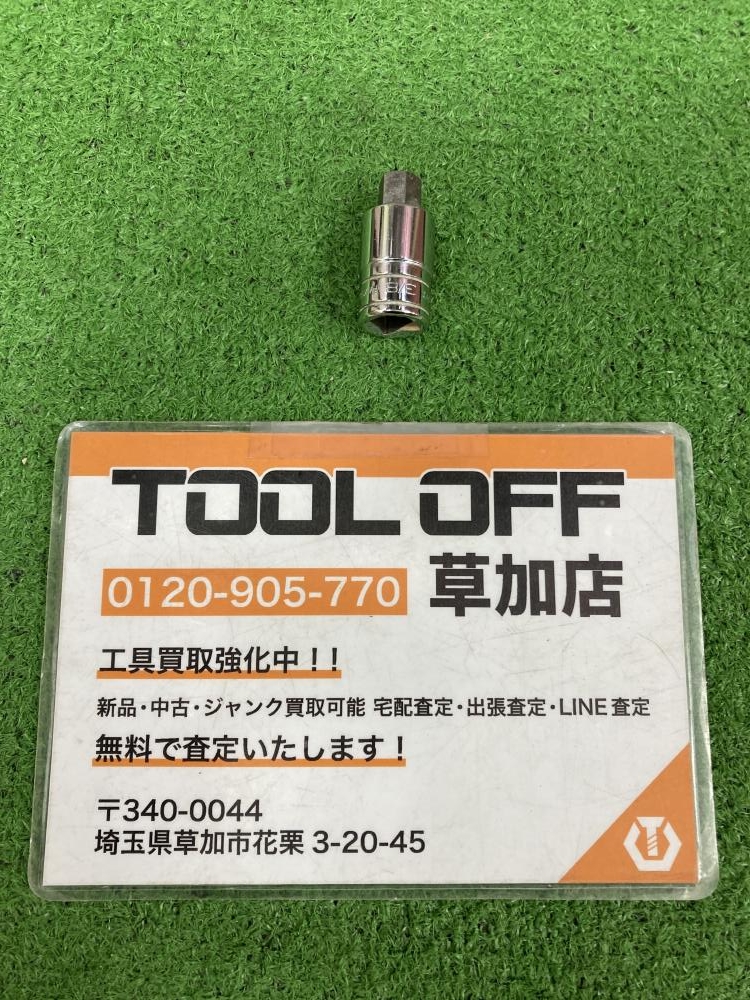 TOOL OFF
0120-905-770 草加店
工具買取強化中!!
新品・中古・ジャンク買取可能 宅配査定・出張査定・LINE査定
無料で査定いたします!
〒340-0044
埼玉県草加市花栗 3-20-45